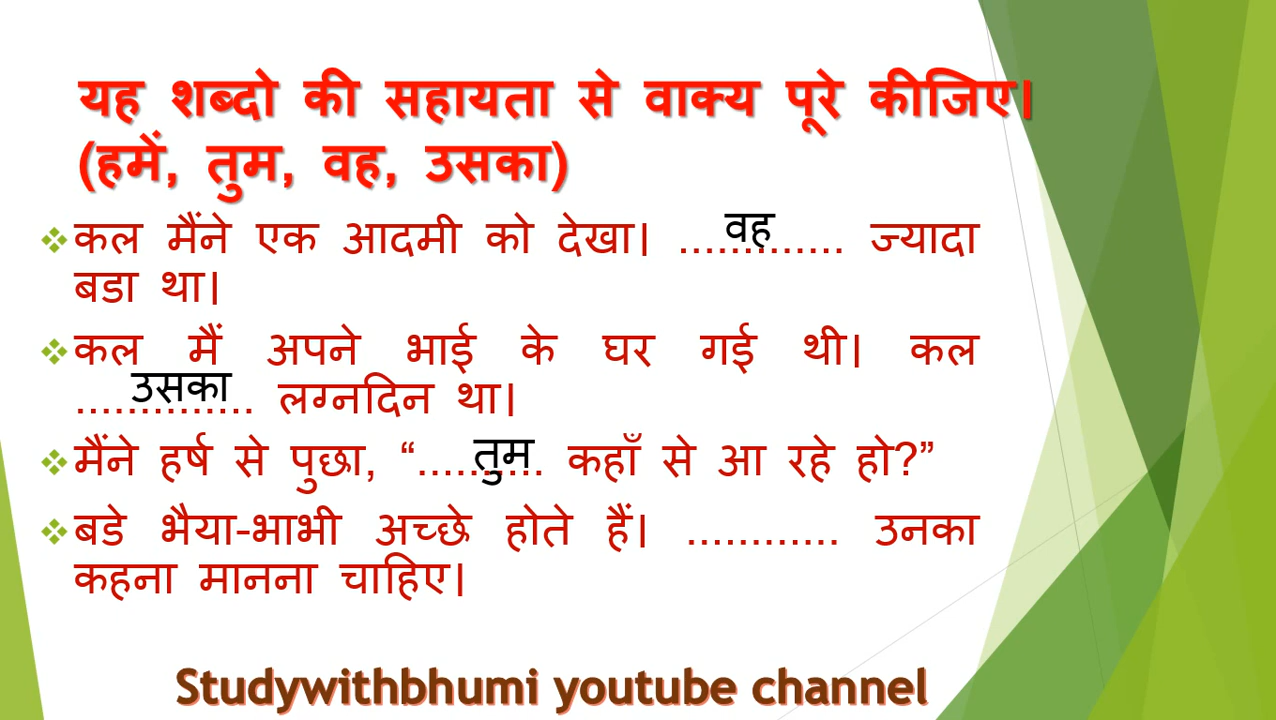 यह शब्दो की सहायता से वाक्य पूरे कीजिए।
(हमें, तुम, वह, उसका)
❖कल मैंने एक आदमी को देखा। ......वह...... ज्यादा
बडा था।
❖कल मैं अपने भाई के घर गई थी। कल
.....उसका..... लग्नदिन था।
❖मैंने हर्ष से पुछा, “.....तुम..... कहाँ से आ रहे हो?”
❖बडे भैया-भाभी अच्छे होते हैं। ............ उनका
कहना मानना चाहिए।
Studywithbhumi youtube channel